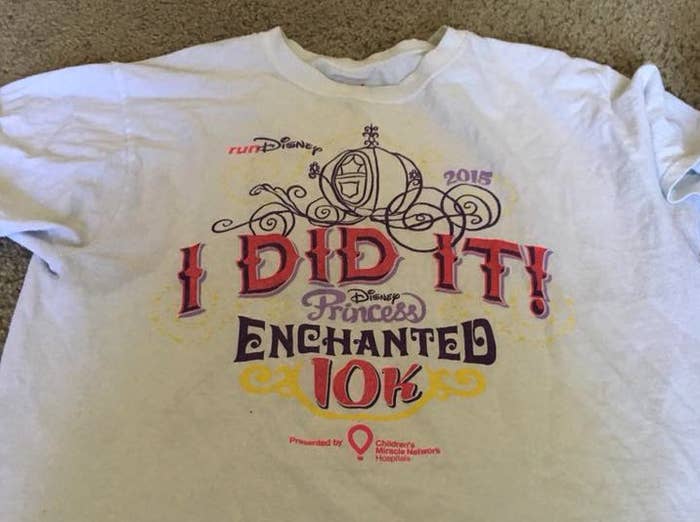 runDisney
2015
I DID IT!
Disney
Princess
ENCHANTED
10K
Presented by
Children's
Miracle Network
Hospitals